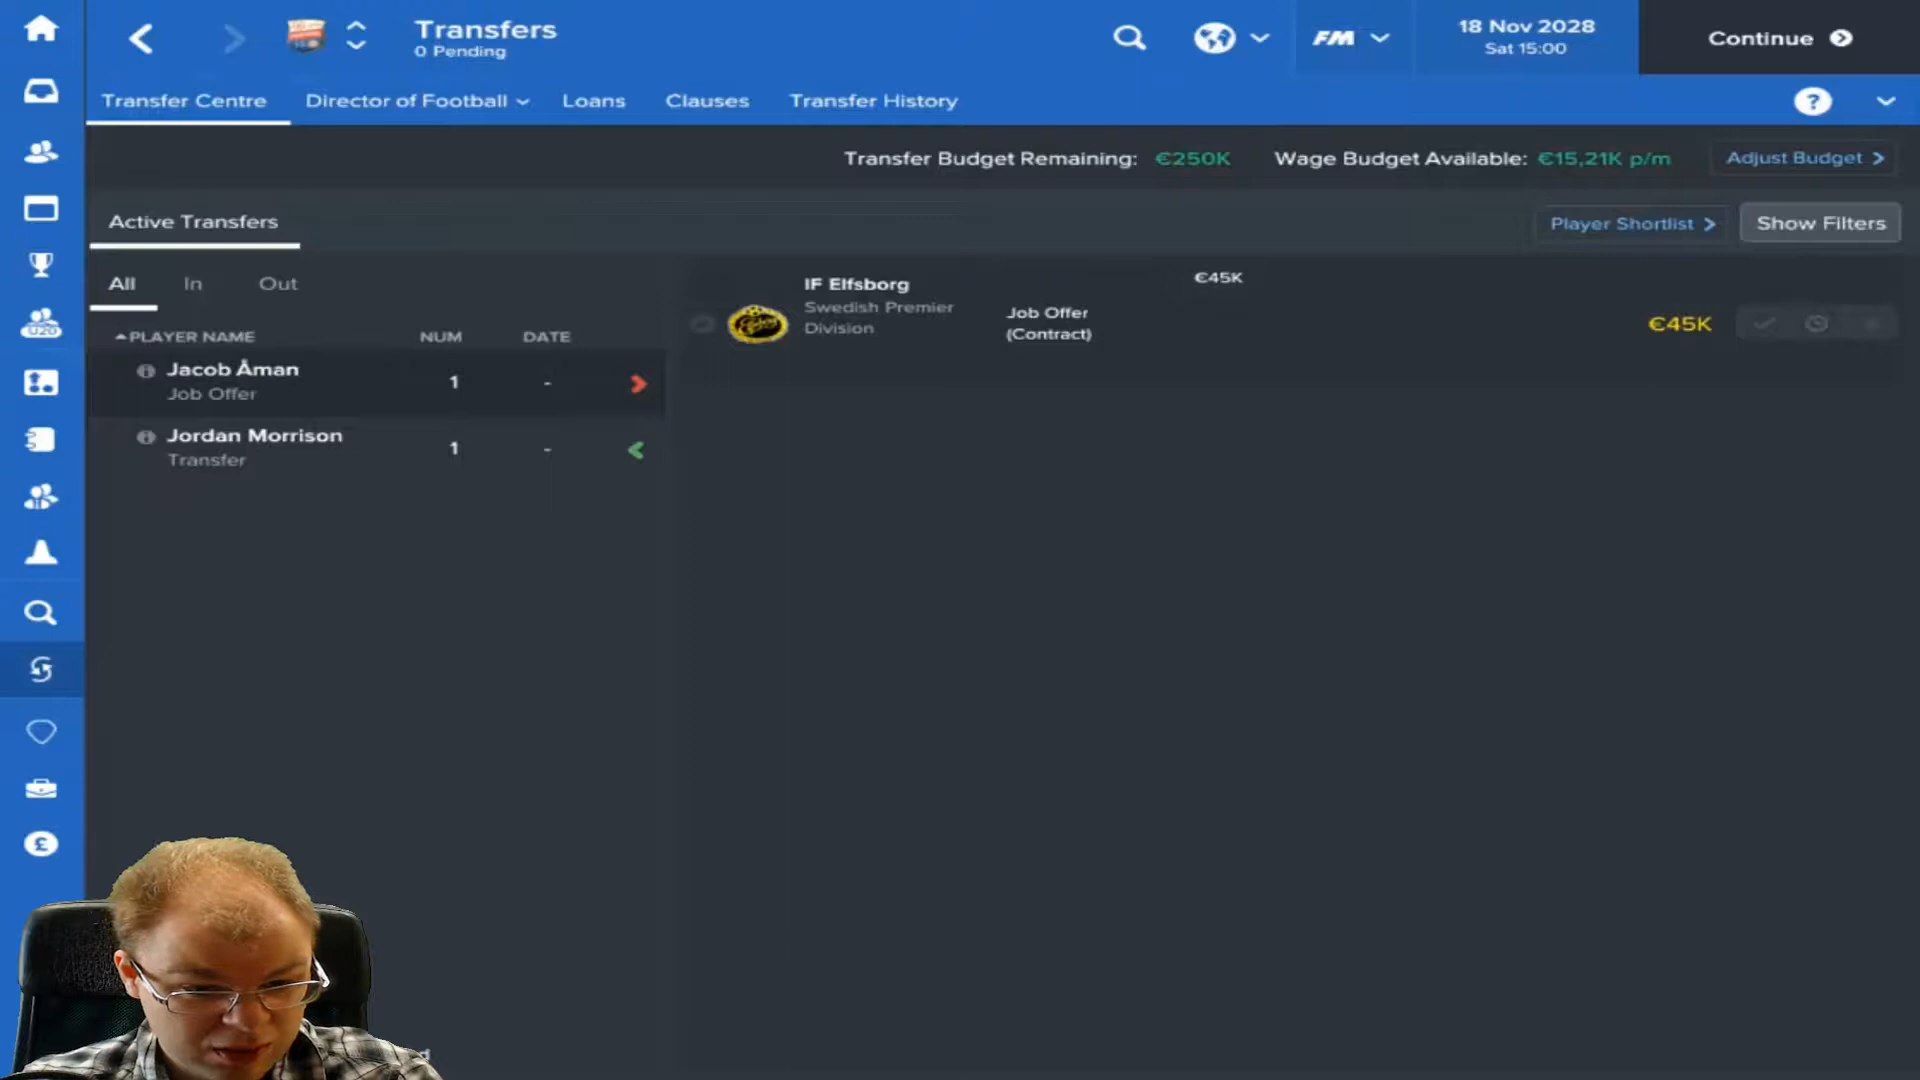 Transfers
0 Pending
FM
18 Nov 2028
Sat 15:00
Continue
Transfer Centre
Director of Football
Loans
Clauses
Transfer History
?
Transfer Budget Remaining: €250K
Wage Budget Available: €15,21K p/m
Adjust Budget
Active Transfers
Player Shortlist
Show Filters
All
In
Out
PLAYER NAME
NUM
DATE
Jacob Åman
1
-
Job Offer
Jordan Morrison
1
-
Transfer
IF Elfsborg
Swedish Premier
Division
Job Offer
(Contract)
€45K
€45K
U20
£